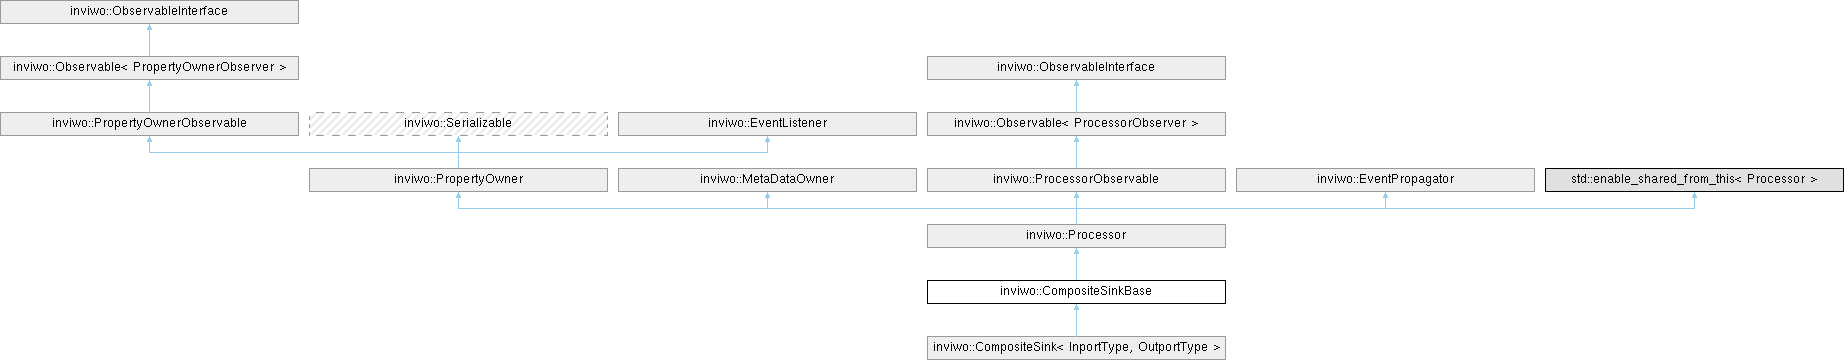 inviwo::ObservableInterface
inviwo::Observable< PropertyOwnerObserver >
inviwo::ObservableInterface
inviwo::PropertyOwnerObservable
inviwo::Serializable
inviwo::EventListener
inviwo::Observable< ProcessorObserver >
inviwo::PropertyOwner
inviwo::MetaDataOwner
inviwo::ProcessorObservable
inviwo::EventPropagator
std::enable_shared_from_this< Processor >
inviwo::Processor
inviwo::CompositeSinkBase
inviwo::CompositeSink< InportType, OutportType >